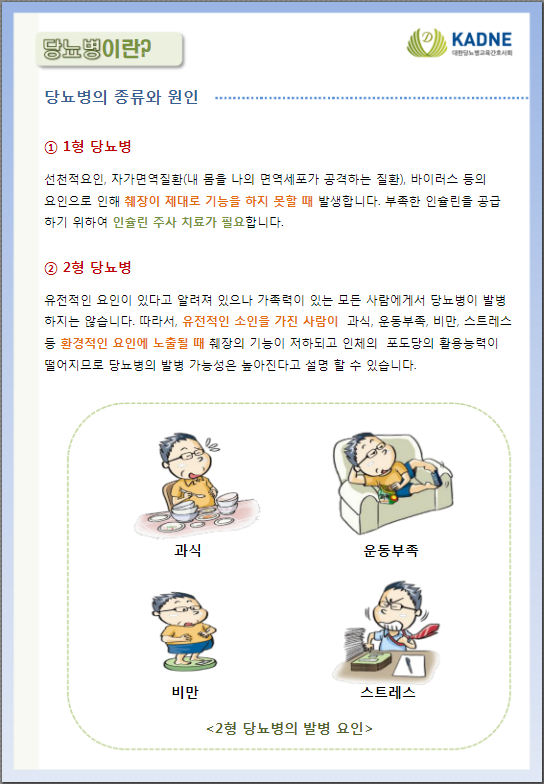 당뇨병이란?
KADNE
대한당뇨병교육간호사회
당뇨병의 종류와 원인
① 1형 당뇨병
선천적요인, 자가면역질환(내 몸을 나의 면역세포가 공격하는 질환), 바이러스 등의
요인으로 인해 췌장이 제대로 기능을 하지 못할 때 발생합니다. 부족한 인슐린을 공급
하기 위하여 인슐린 주사 치료가 필요합니다.
② 2형 당뇨병
유전적인 요인이 있다고 알려져 있으나 가족력이 있는 모든 사람에게서 당뇨병이 발병
하지는 않습니다. 따라서, 유전적인 소인을 가진 사람이 과식, 운동부족, 비만, 스트레스
등 환경적인 요인에 노출될 때 췌장의 기능이 저하되고 인체의 포도당의 활용능력이
떨어지므로 당뇨병의 발병 가능성은 높아진다고 설명 할 수 있습니다.
과식
운동부족
비만
스트레스
<2형 당뇨병의 발병 요인>